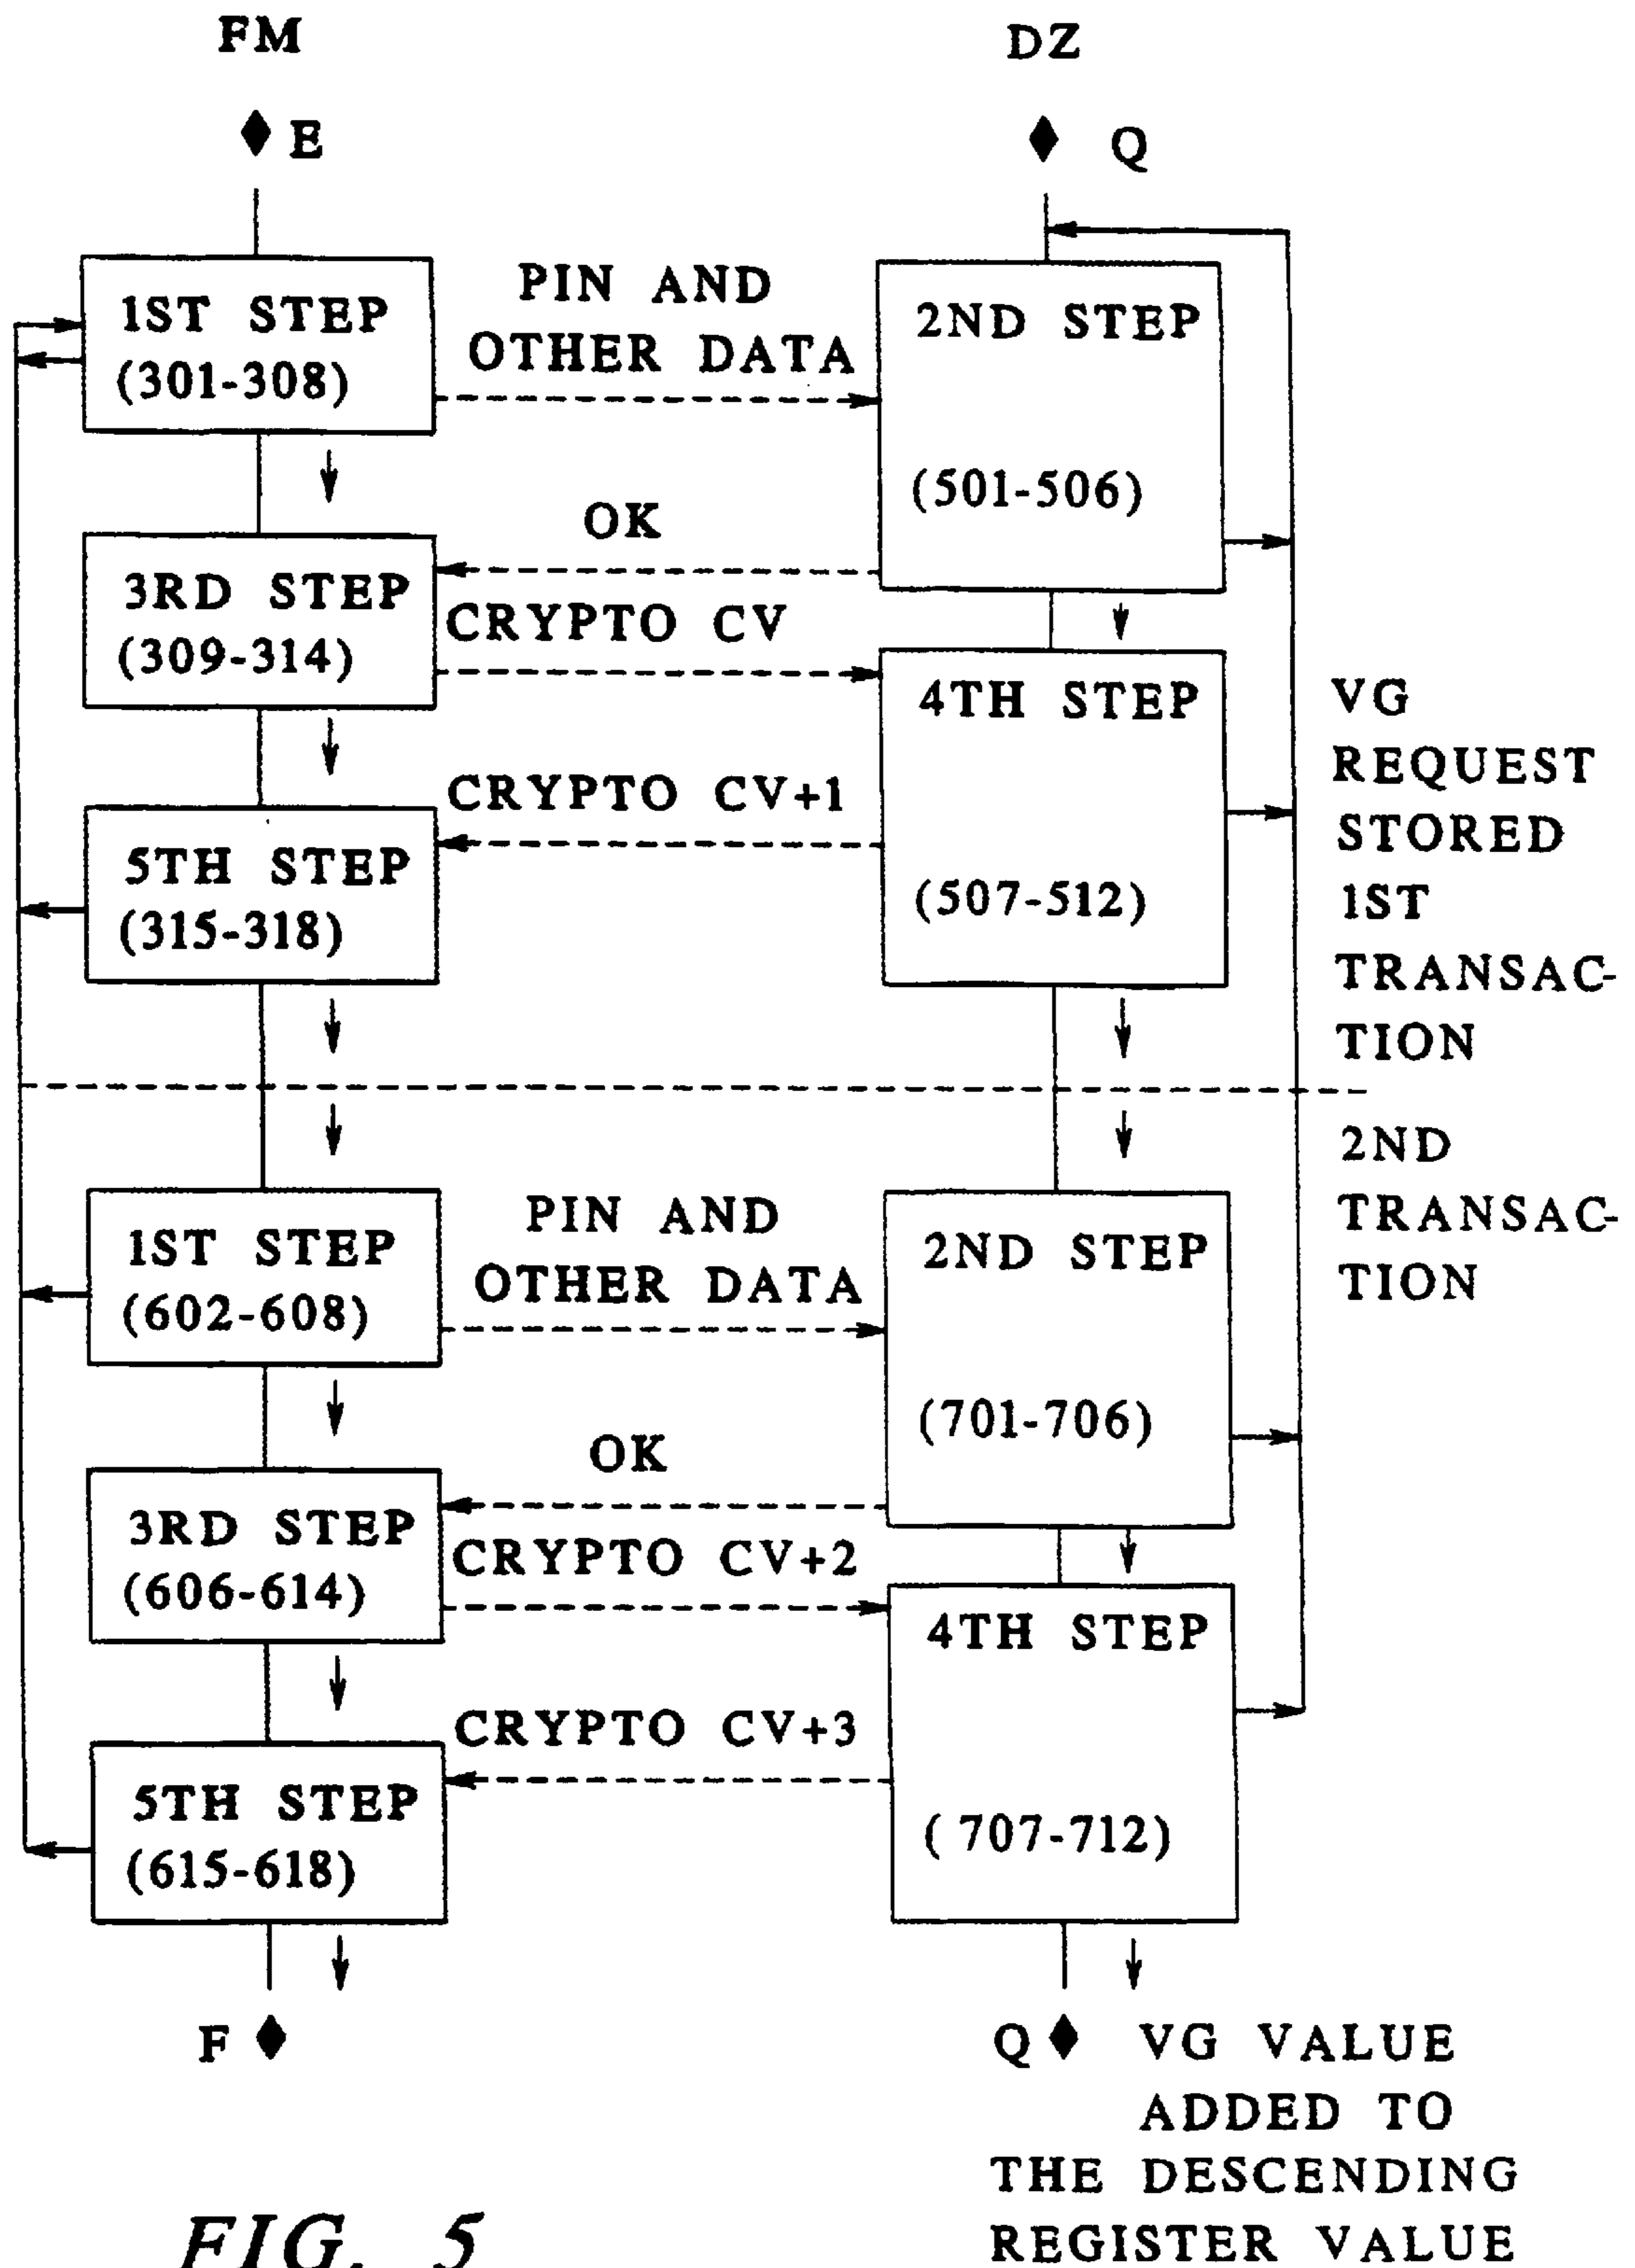 FM
DZ
E
Q
1ST STEP
(301-308)
PIN AND
OTHER DATA
2ND STEP
(501-506)
OK
3RD STEP
(309-314)
CRYPTO CV
4TH STEP
(507-512)
CRYPTO CV+1
5TH STEP
(315-318)
VG
REQUEST
STORED
1ST
TRANSAC-
TION
2ND
TRANSAC-
TION
1ST STEP
(602-608)
PIN AND
OTHER DATA
2ND STEP
(701-706)
OK
3RD STEP
(606-614)
CRYPTO CV+2
4TH STEP
( 707-712)
CRYPTO CV+3
5TH STEP
(615-618)
F
Q
VG VALUE
ADDED TO
THE DESCENDING
REGISTER VALUE
FIG. 5